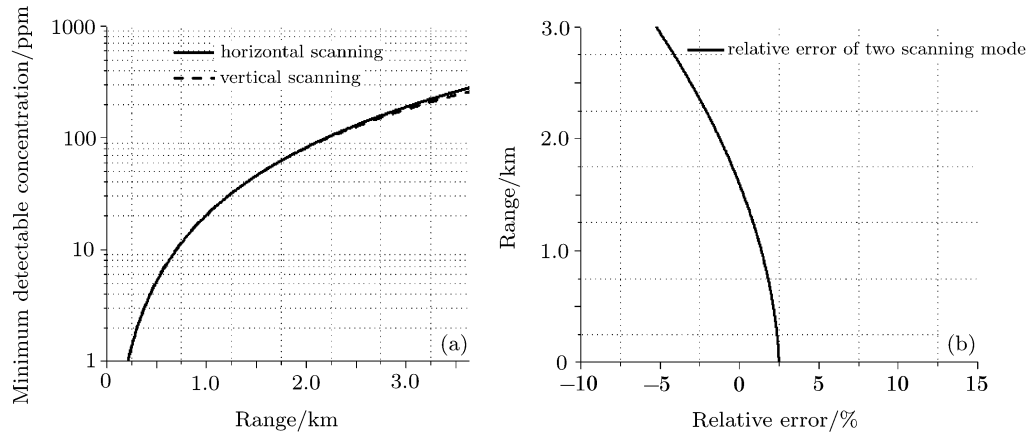 Minimum detectable concentration/ppm
1000
100
10
1
horizontal scanning
vertical scanning
(a)
0 1.0 2.0 3.0
Range/km
Range/km
3.0
2.0
1.0
0
relative error of two scanning mode
(b)
−10 −5 0 5 10 15
Relative error/%